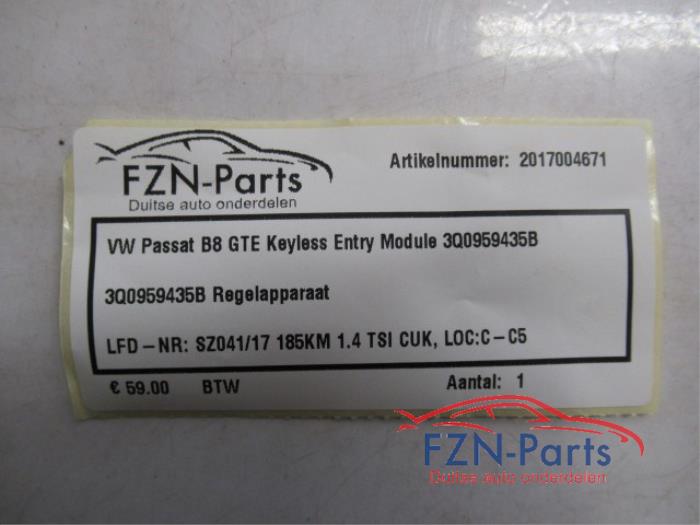 FZN-Parts
Duitse auto onderdelen
Artikelnummer: 2017004671
VW Passat B8 GTE Keyless Entry Module 3Q0959435B
3Q0959435B Regelapparaat
LFD-NR: SZ041/17 185KM 1.4 TSI CUK, LOC:C-C5
€ 59.00 BTW Aantal: 1
FZN-Parts
Duitse auto onderdelen